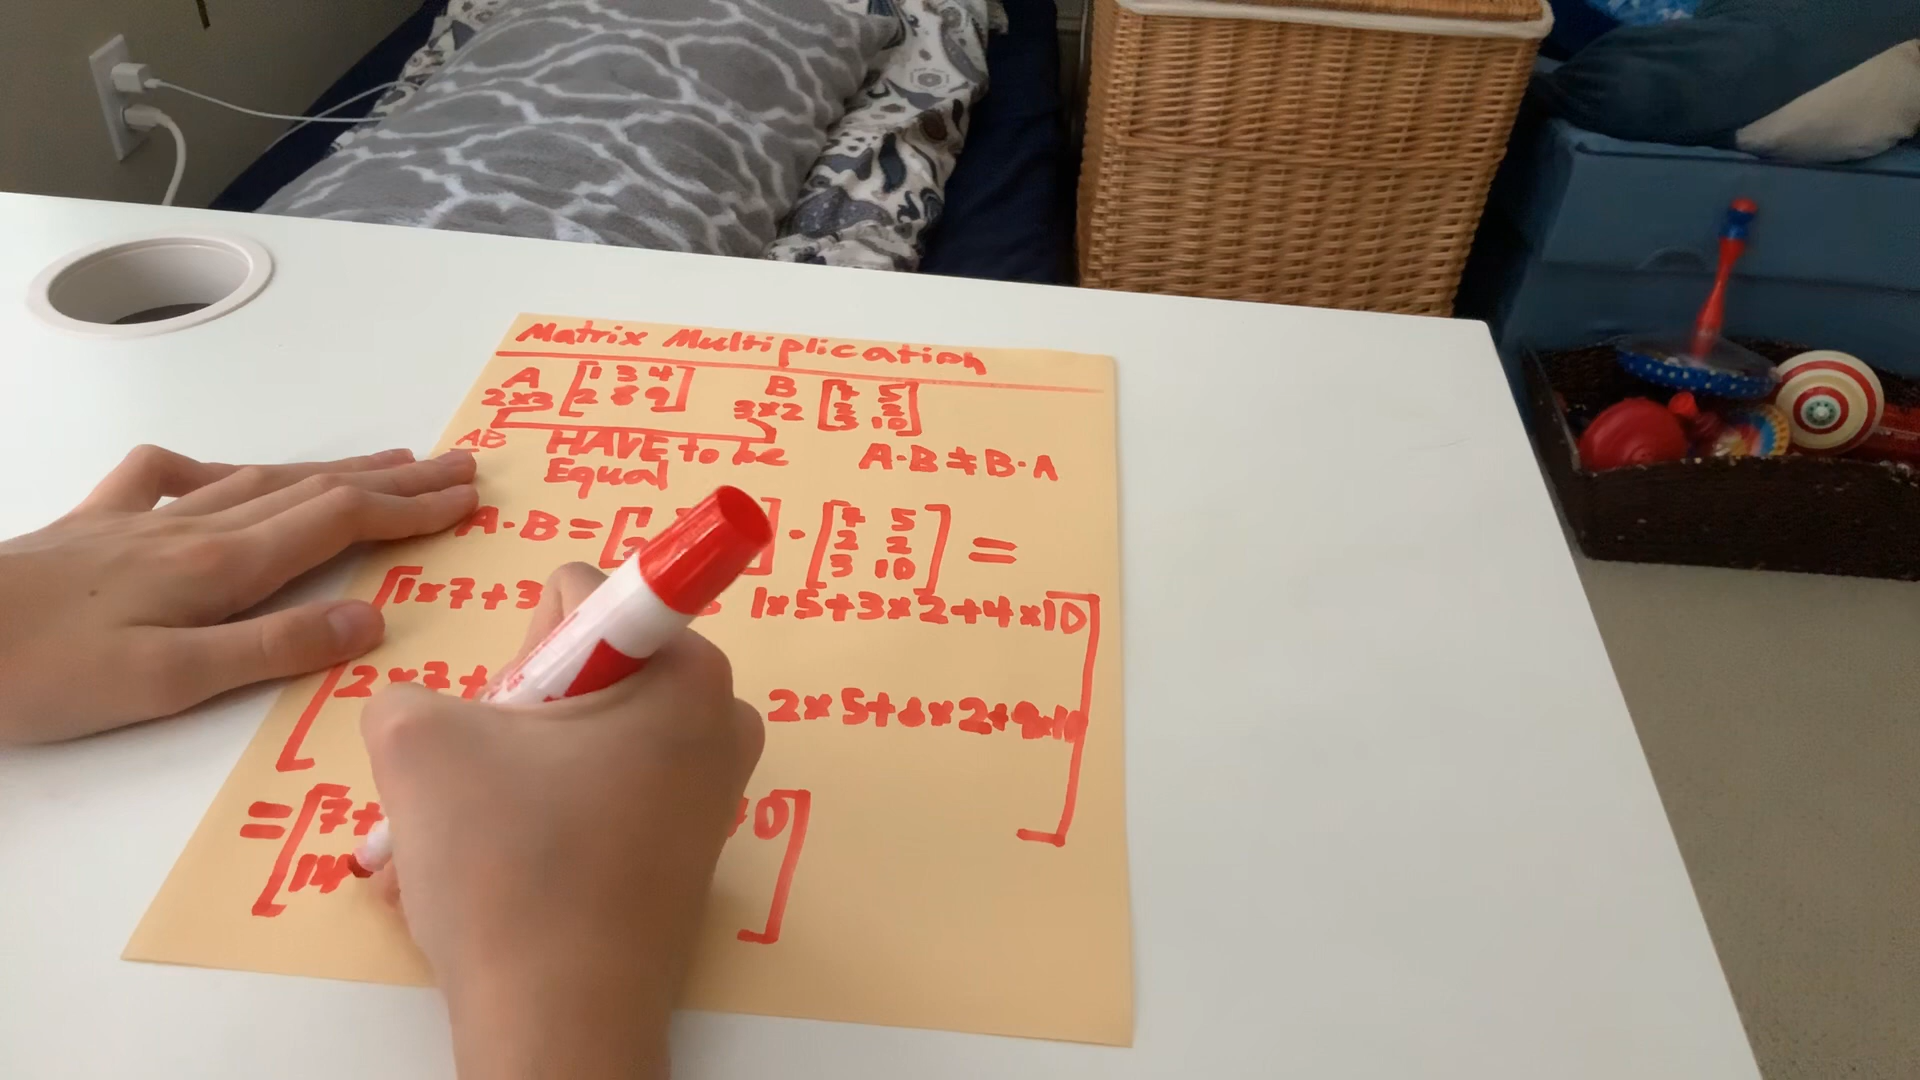 Matrix Multiplication
A [1 3 4 B [7 5
2x3 2 8 9] 3x2 2 2
3 10]
AB HAVE to be A·B≠B·A
Equal
A·B=[1 ] · [7 5 =
2 2
3 10]
[1x7+3 1x5+3x2+4x10
2x7+ 2x5+8x2+9x10]
=[7+ +0]
14+